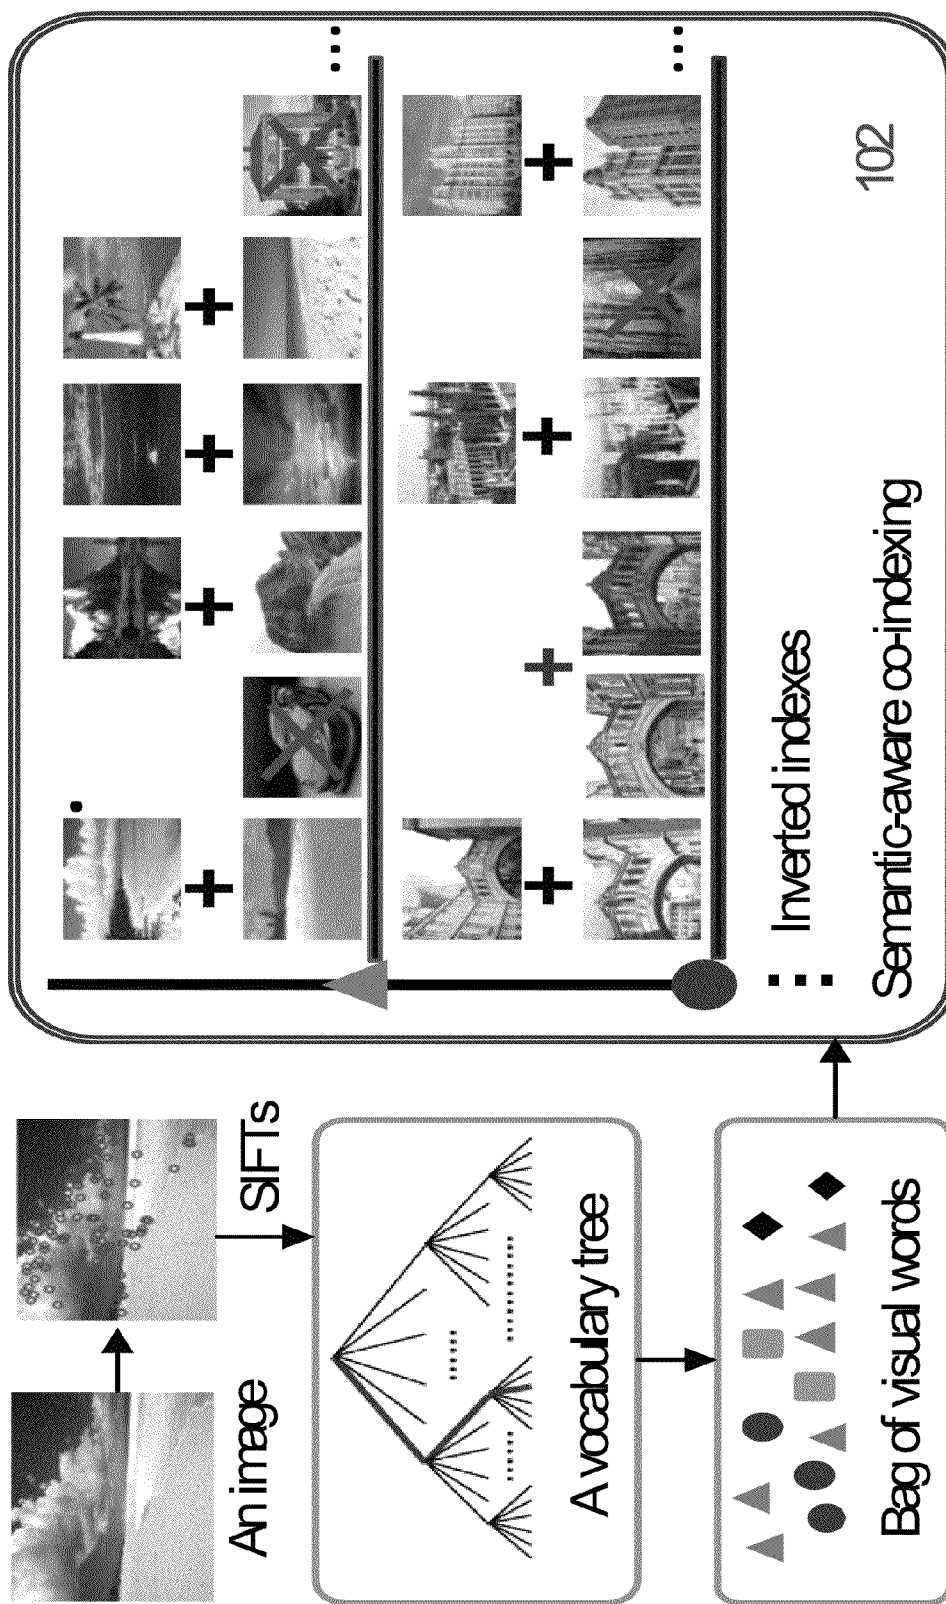 An image
SIFTs
A vocabulary tree
Bag of visual words
Inverted indexes
Semantic-aware co-indexing
102